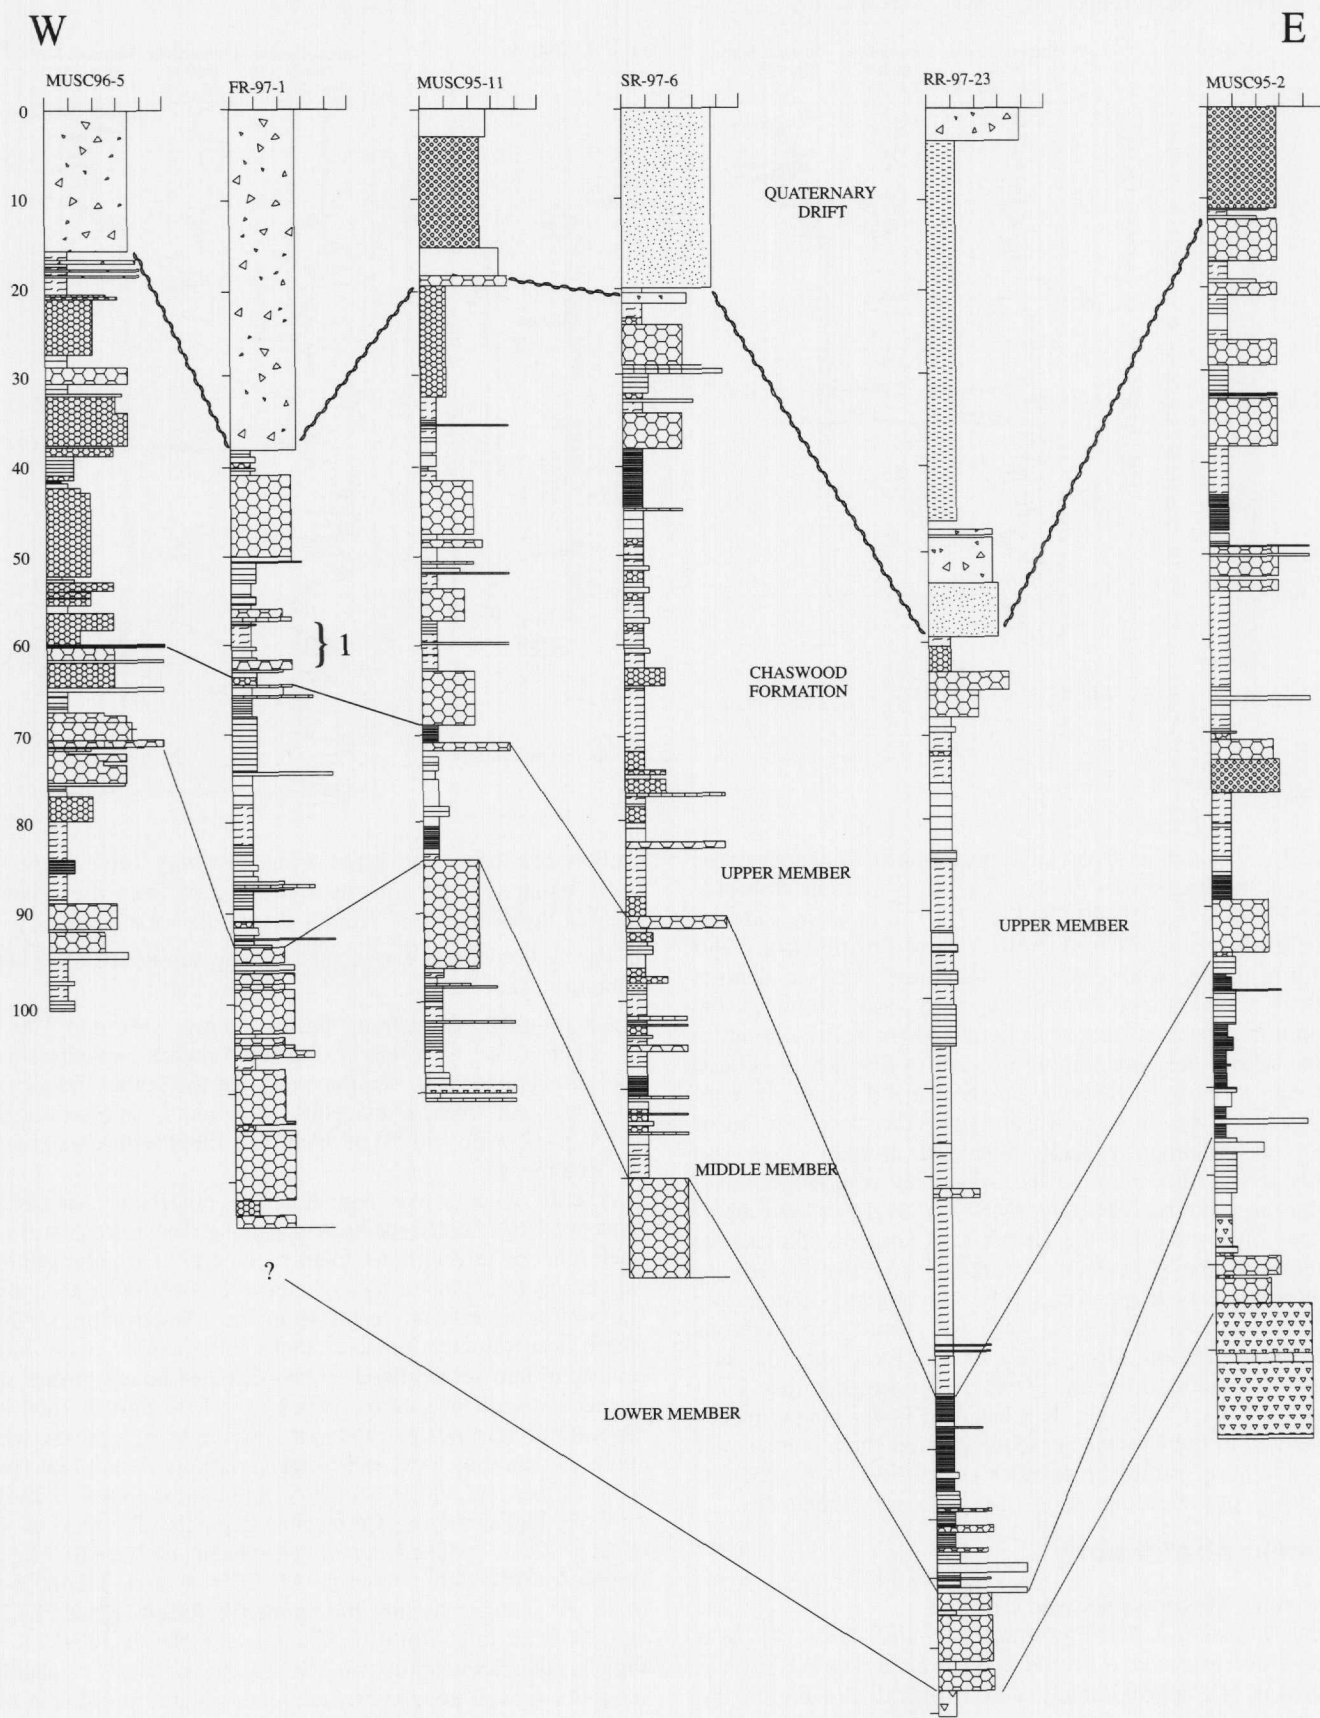 W
E
MUSC96-5
FR-97-1
MUSC95-11
SR-97-6
RR-97-23
MUSC95-2
0
10
20
30
40
50
60
70
80
90
100
QUATERNARY
DRIFT
} 1
CHASWOOD
FORMATION
UPPER MEMBER
UPPER MEMBER
MIDDLE MEMBER
?
LOWER MEMBER